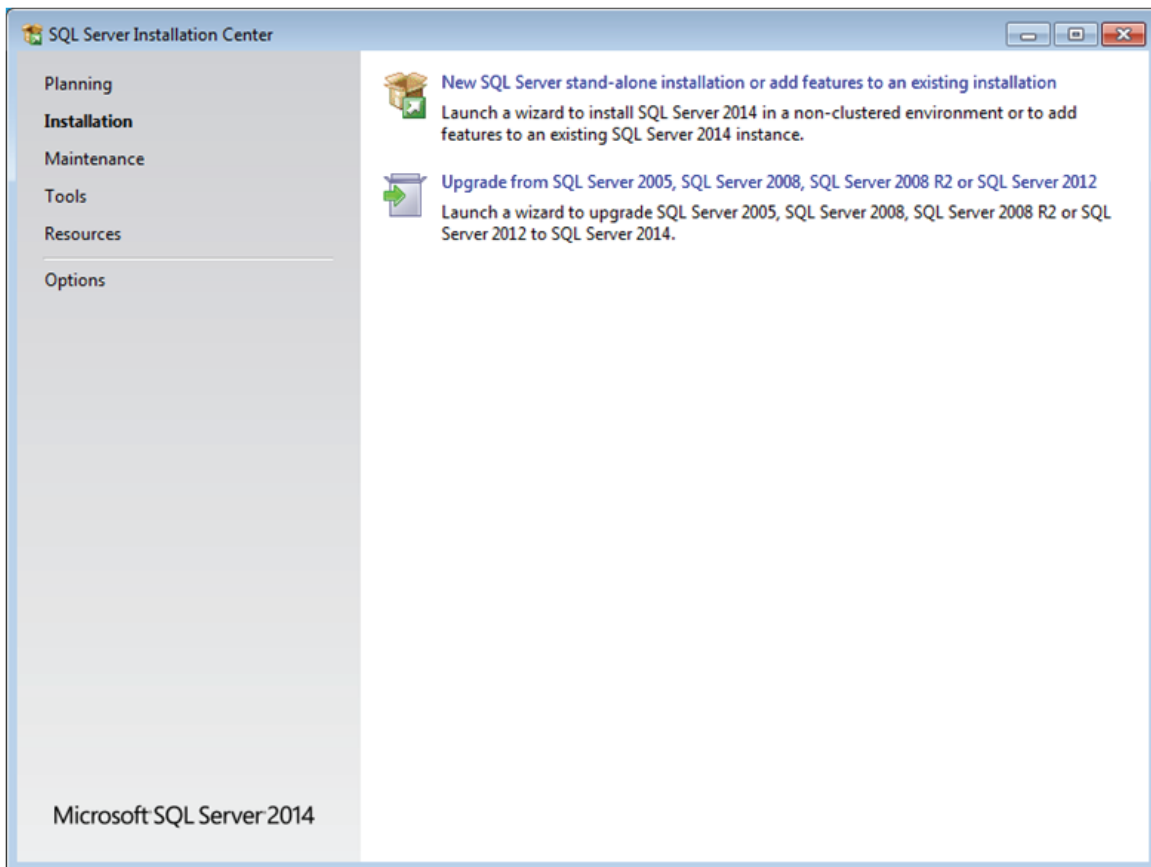 SQL Server Installation Center
Planning
Installation
Maintenance
Tools
Resources
Options
New SQL Server stand-alone installation or add features to an existing installation
Launch a wizard to install SQL Server 2014 in a non-clustered environment or to add
features to an existing SQL Server 2014 instance.
Upgrade from SQL Server 2005, SQL Server 2008, SQL Server 2008 R2 or SQL Server 2012
Launch a wizard to upgrade SQL Server 2005, SQL Server 2008, SQL Server 2008 R2 or SQL
Server 2012 to SQL Server 2014.
Microsoft SQL Server 2014